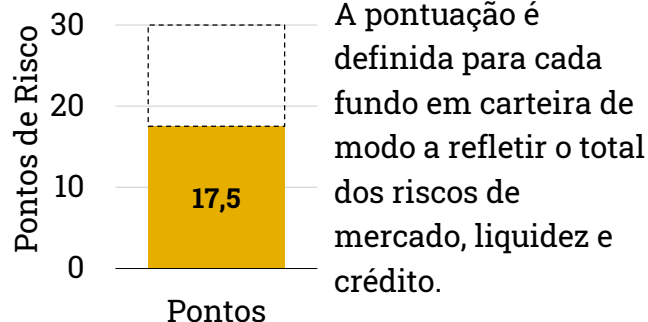 Pontos de Risco
30
20
10
0
17,5
Pontos
A pontuação é
definida para cada
fundo em carteira de
modo a refletir o total
dos riscos de
mercado, liquidez e
crédito.